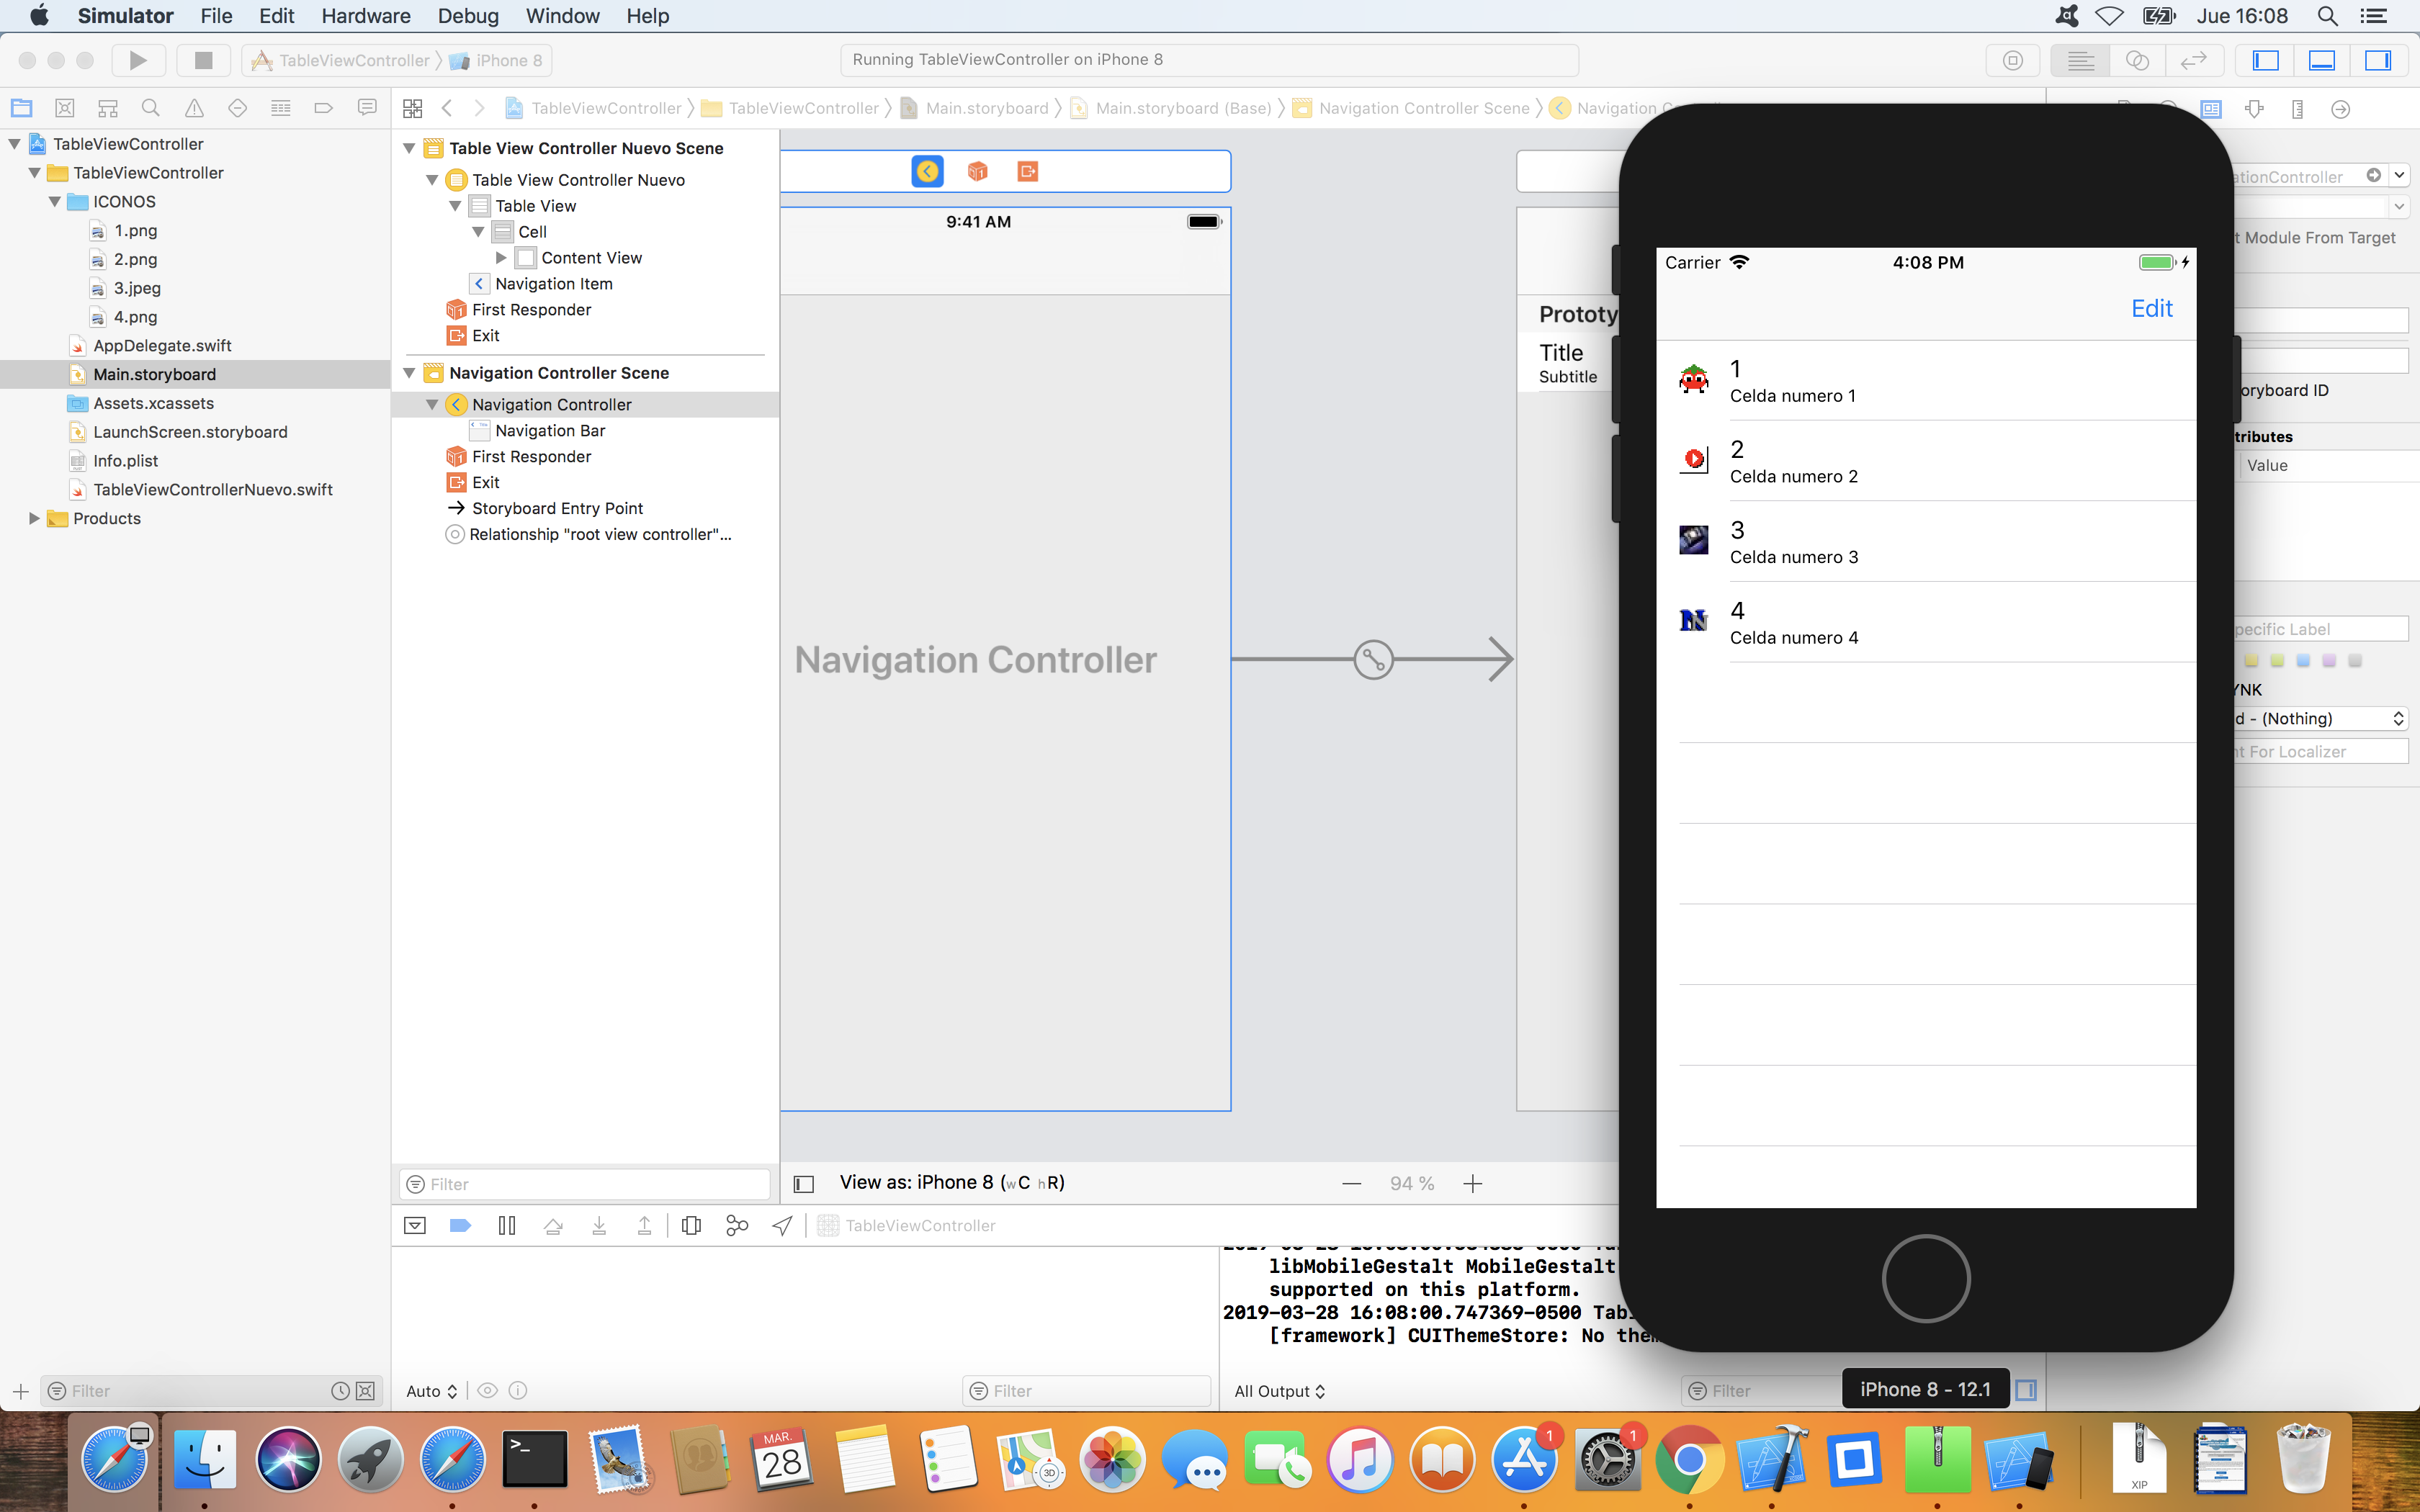 Simulator File Edit Hardware Debug Window Help
Jue 16:08
TableViewController iPhone 8
Running TableViewController on iPhone 8
TableViewController TableViewController Main.storyboard Main.storyboard (Base) Navigation Controller Scene Navigation
TableViewController
TableViewController
ICONOS
1.png
2.png
3.jpeg
4.png
AppDelegate.swift
Main.storyboard
Assets.xcassets
LaunchScreen.storyboard
Info.plist
TableViewControllerNuevo.swift
Products
Filter
Table View Controller Nuevo Scene
Table View Controller Nuevo
Table View
Cell
Content View
Navigation Item
First Responder
Exit
Navigation Controller Scene
Navigation Controller
Navigation Bar
First Responder
Exit
Storyboard Entry Point
Relationship "root view controller"...
Filter
9:41 AM
Navigation Controller
Prototy
Title
Subtitle
View as: iPhone 8 (wC hR)
94 %
TableViewController
libMobileGestalt MobileGestalt
supported on this platform.
2019-03-28 16:08:00.747369-0500 Tab
[framework] CUIThemeStore: No the
Auto
Filter
All Output
Filter
iPhone 8 - 12.1
Carrier 4:08 PM
Edit
1
Celda numero 1
2
Celda numero 2
3
Celda numero 3
4
Celda numero 4
ationController
t Module From Target
oryboard ID
tributes
Value
pecific Label
YNK
d - (Nothing)
nt For Localizer
MAR.
28
3D
1
1
XIP